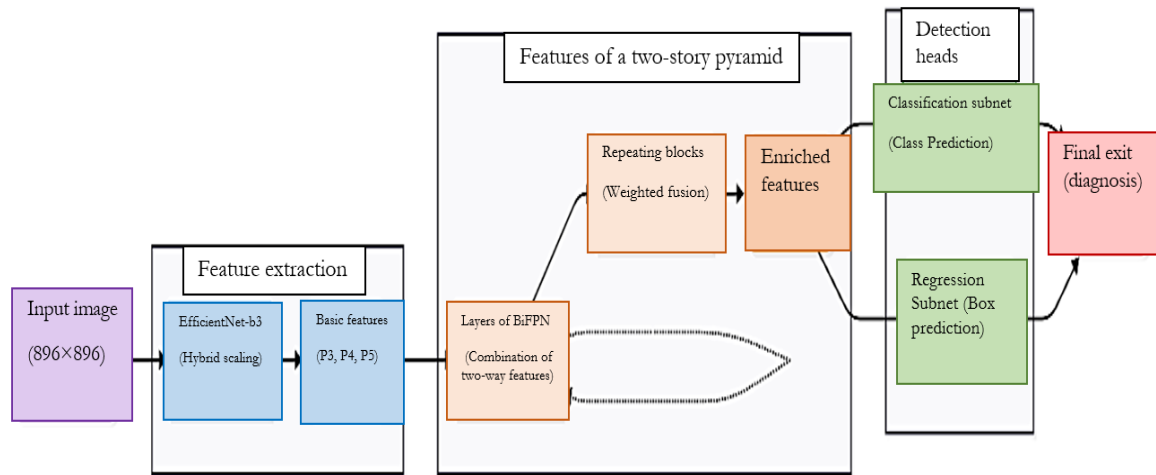 Input image
(896×896)
Feature extraction
EfficientNet-b3
(Hybrid scaling)
Basic features
(P3, P4, P5)
Features of a two-story pyramid
Layers of BiFPN
(Combination of
two-way features)
Repeating blocks
(Weighted fusion)
Enriched
features
Detection
heads
Classification subnet
(Class Prediction)
Regression
Subnet (Box
prediction)
Final exit
(diagnosis)